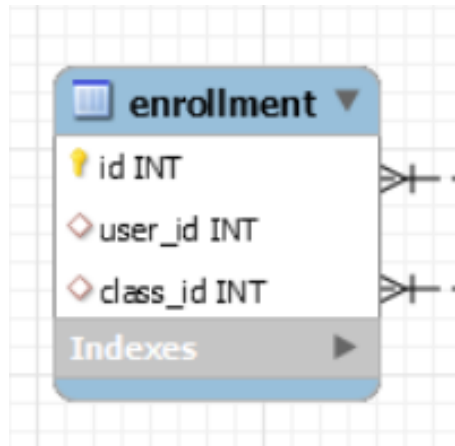 enrollment
id INT
user_id INT
class_id INT
Indexes